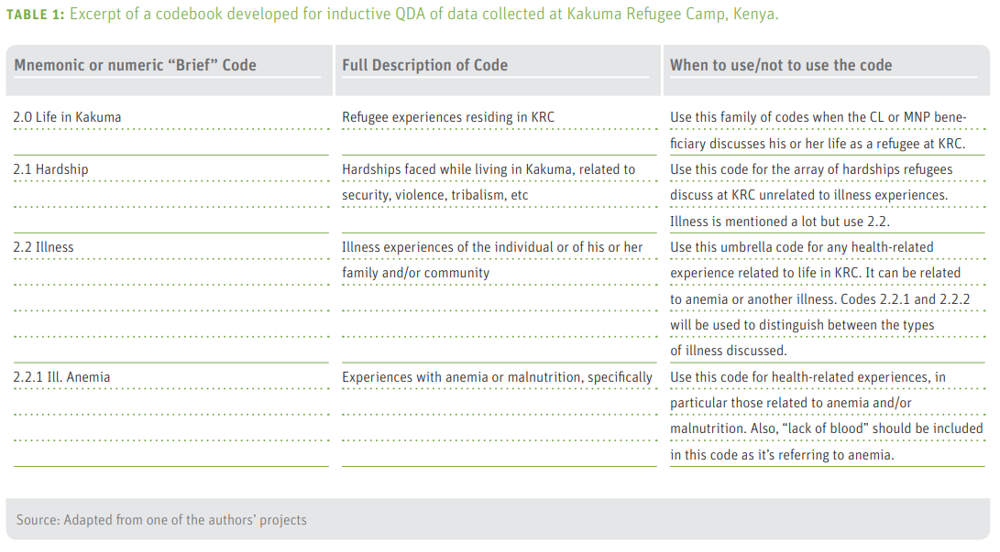 TABLE 1: Excerpt of a codebook developed for inductive QDA of data collected at Kakuma Refugee Camp, Kenya.
Mnemonic or numeric “Brief” Code
Full Description of Code
When to use/not to use the code
2.0 Life in Kakuma
Refugee experiences residing in KRC
Use this family of codes when the CL or MNP bene-
ficiary discusses his or her life as a refugee at KRC.
2.1 Hardship
Hardships faced while living in Kakuma, related to
security, violence, tribalism, etc
Use this code for the array of hardships refugees
discuss at KRC unrelated to illness experiences.
Illness is mentioned a lot but use 2.2.
2.2 Illness
Illness experiences of the individual or of his or her
family and/or community
Use this umbrella code for any health-related
experience related to life in KRC. It can be related
to anemia or another illness. Codes 2.2.1 and 2.2.2
will be used to distinguish between the types
of illness discussed.
2.2.1 Ill. Anemia
Experiences with anemia or malnutrition, specifically
Use this code for health-related experiences, in
particular those related to anemia and/or
malnutrition. Also, “lack of blood” should be included
in this code as it’s referring to anemia.
Source: Adapted from one of the authors’ projects